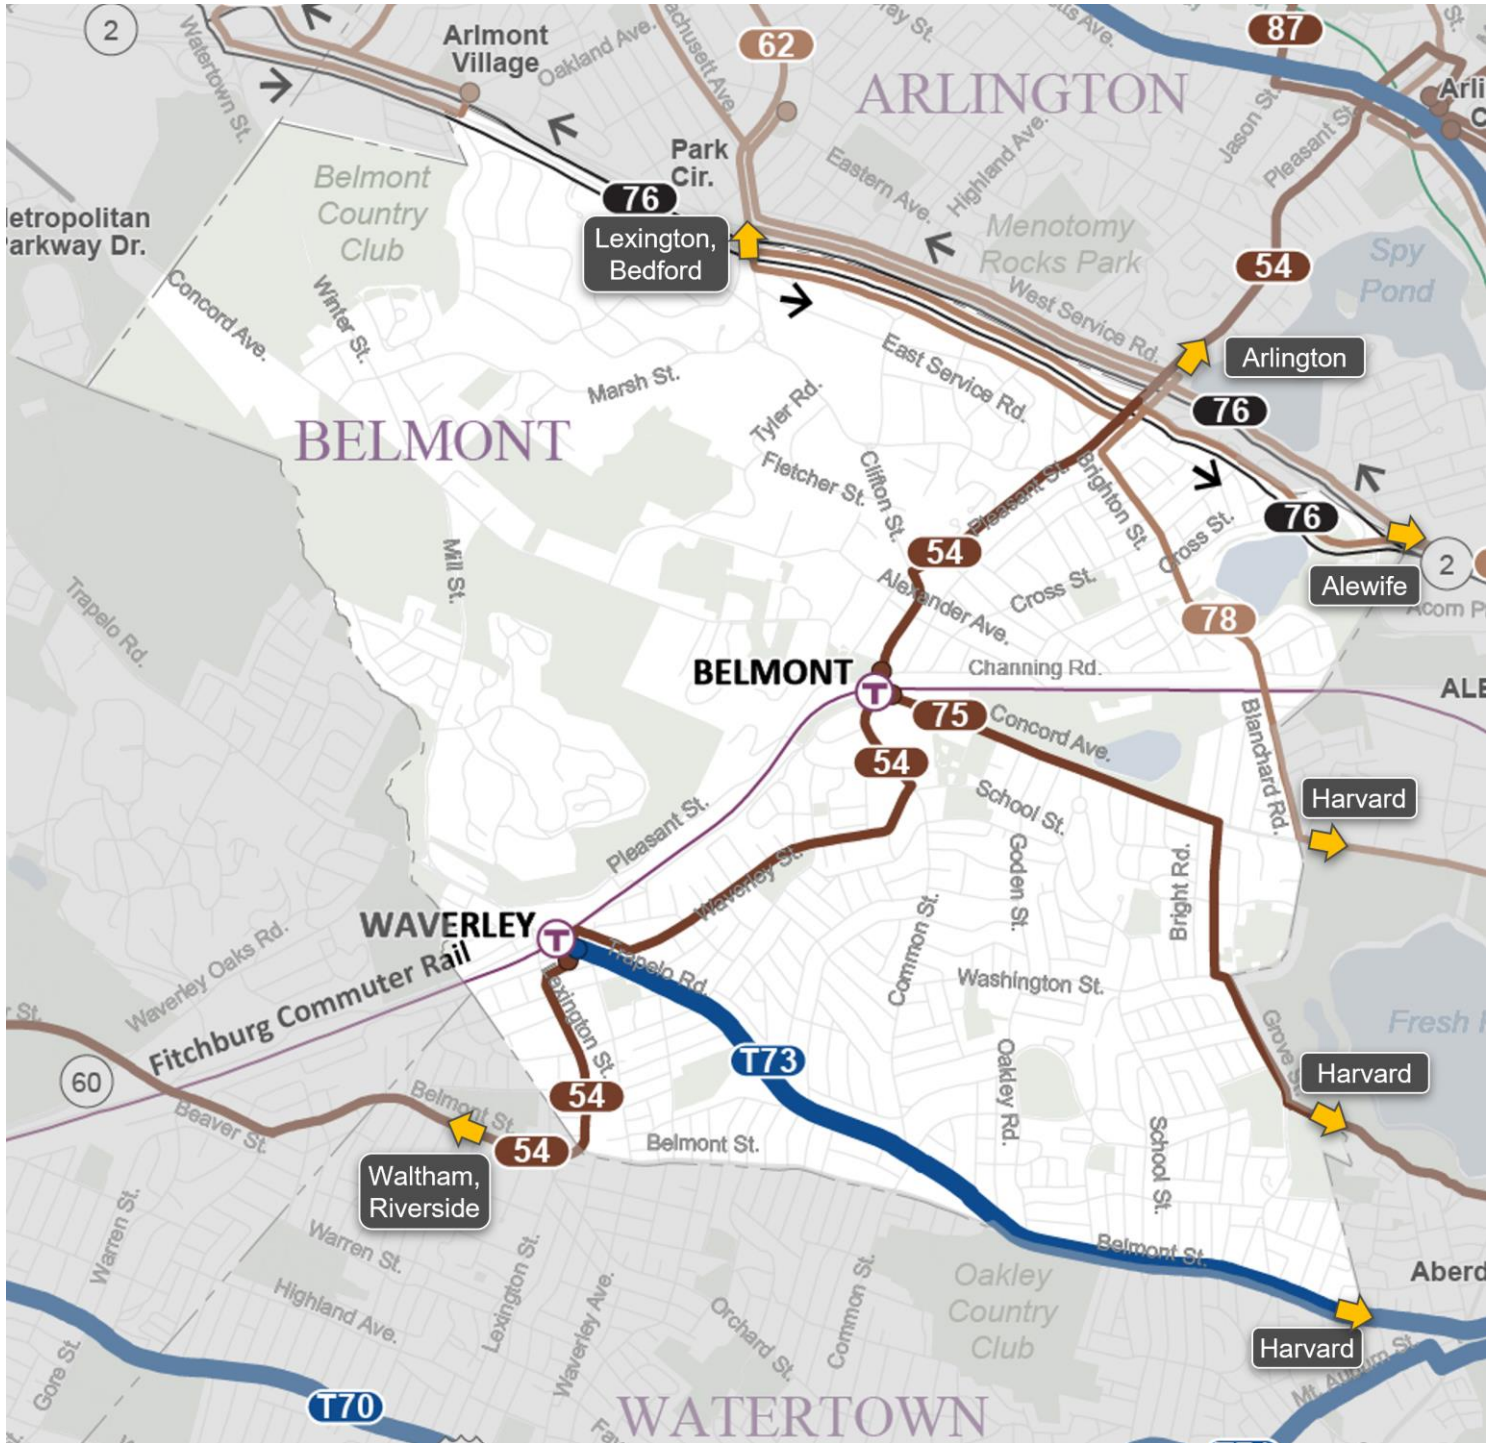 2
Watertown St.
Arlmont
Village
Oakland Ave.
62
87
ARLINGTON
Jason St.
Pleasant St.
Park
Cir.
Eastern Ave.
Highland Ave.
Belmont
Country
Club
76
Lexington,
Bedford
Menotomy
Rocks Park
54
Spy
Pond
Concord Ave.
Winter St.
West Service Rd.
Arlington
East Service Rd.
Marsh St.
Tyler Rd.
76
BELMONT
Fletcher St.
Clifton St.
Pleasant St.
Brighton St.
76
Cross St.
54
2
Alewife
Mill St.
Trapelo Rd.
Alexander Ave.
Cross St.
78
BELMONT
T
Channing Rd.
75
Concord Ave.
54
Blanchard Rd.
Harvard
Pleasant St.
School St.
Goden St.
Bright Rd.
Waverley St.
WAVERLEY
T
Common St.
Trapelo Rd.
Washington St.
Waverley Oaks Rd.
Fitchburg Commuter Rail
Lexington St.
Grove St.
60
T73
Oakley Rd.
Harvard
54
Belmont St.
Beaver St.
54
Belmont St.
School St.
Waltham,
Riverside
Warren St.
Warren St.
Lexington St.
Belmont St.
Oakley
Country
Club
Highland Ave.
Waverley Ave.
Orchard St.
Common St.
Harvard
Gore St.
T70
WATERTOWN
Mt. Auburn St.